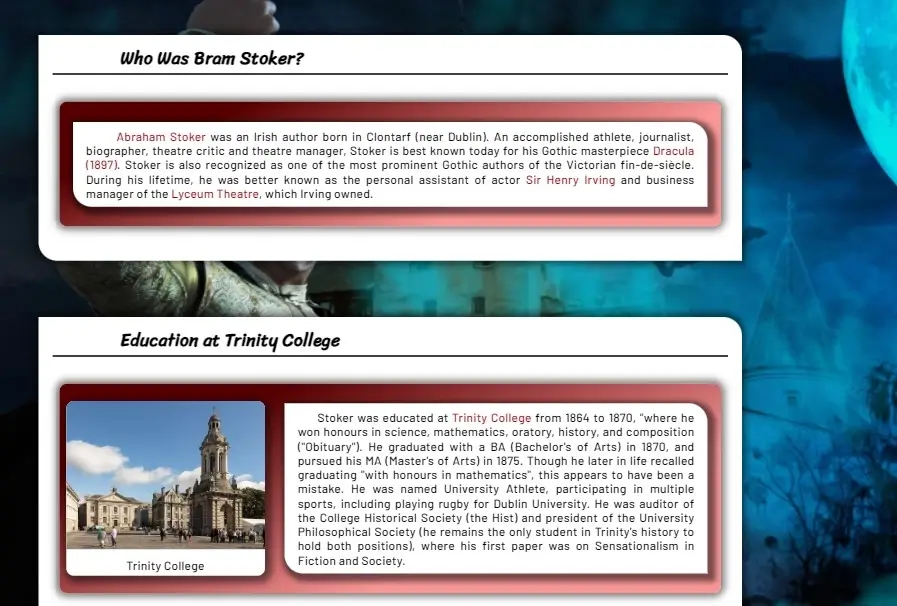 Who Was Bram Stoker?
Abraham Stoker was an Irish author born in Clontarf (near Dublin). An accomplished athlete, journalist,
biographer, theatre critic and theatre manager, Stoker is best known today for his Gothic masterpiece Dracula
(1897). Stoker is also recognized as one of the most prominent Gothic authors of the Victorian fin-de-siècle.
During his lifetime, he was better known as the personal assistant of actor Sir Henry Irving and business
manager of the Lyceum Theatre, which Irving owned.
Education at Trinity College
Stoker was educated at Trinity College from 1864 to 1870, "where he
won honours in science, mathematics, oratory, history, and composition
("Obituary"). He graduated with a BA (Bachelor's of Arts) in 1870, and
pursued his MA (Master's of Arts) in 1875. Though he later in life recalled
graduating "with honours in mathematics", this appears to have been a
mistake. He was named University Athlete, participating in multiple
sports, including playing rugby for Dublin University. He was auditor of
the College Historical Society (the Hist) and president of the University
Philosophical Society (he remains the only student in Trinity's history to
hold both positions), where his first paper was on Sensationalism in
Fiction and Society.
Trinity College